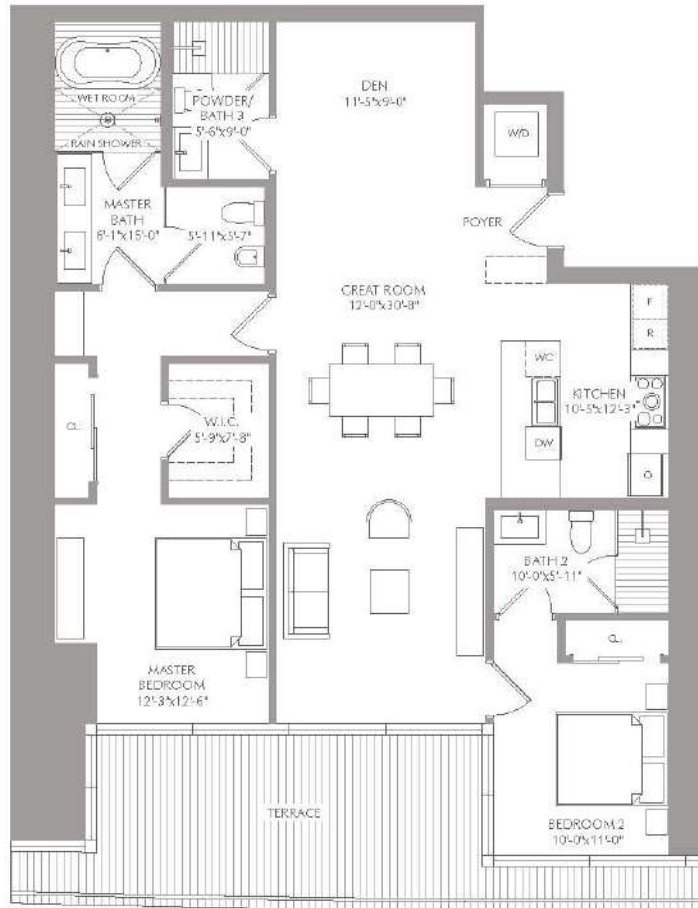 DEN
11'-5"x9'-0"
WET ROOM
RAIN SHOWER
POWDER/
BATH 3
5'-6"x9'-0"
W/D
MASTER
BATH
6'-1"x15'-0"
5'-11"x5'-7"
FOYER
GREAT ROOM
12'-0"x30'-8"
F
R
WC
KITCHEN
10'-5"x12'-3"
DW
O
CL.
W.I.C.
5'-9"x7'-8"
BATH 2
10'-0"x5'-11"
CL.
MASTER
BEDROOM
12'-3"x12'-6"
TERRACE
BEDROOM 2
10'-0"x11'-0"